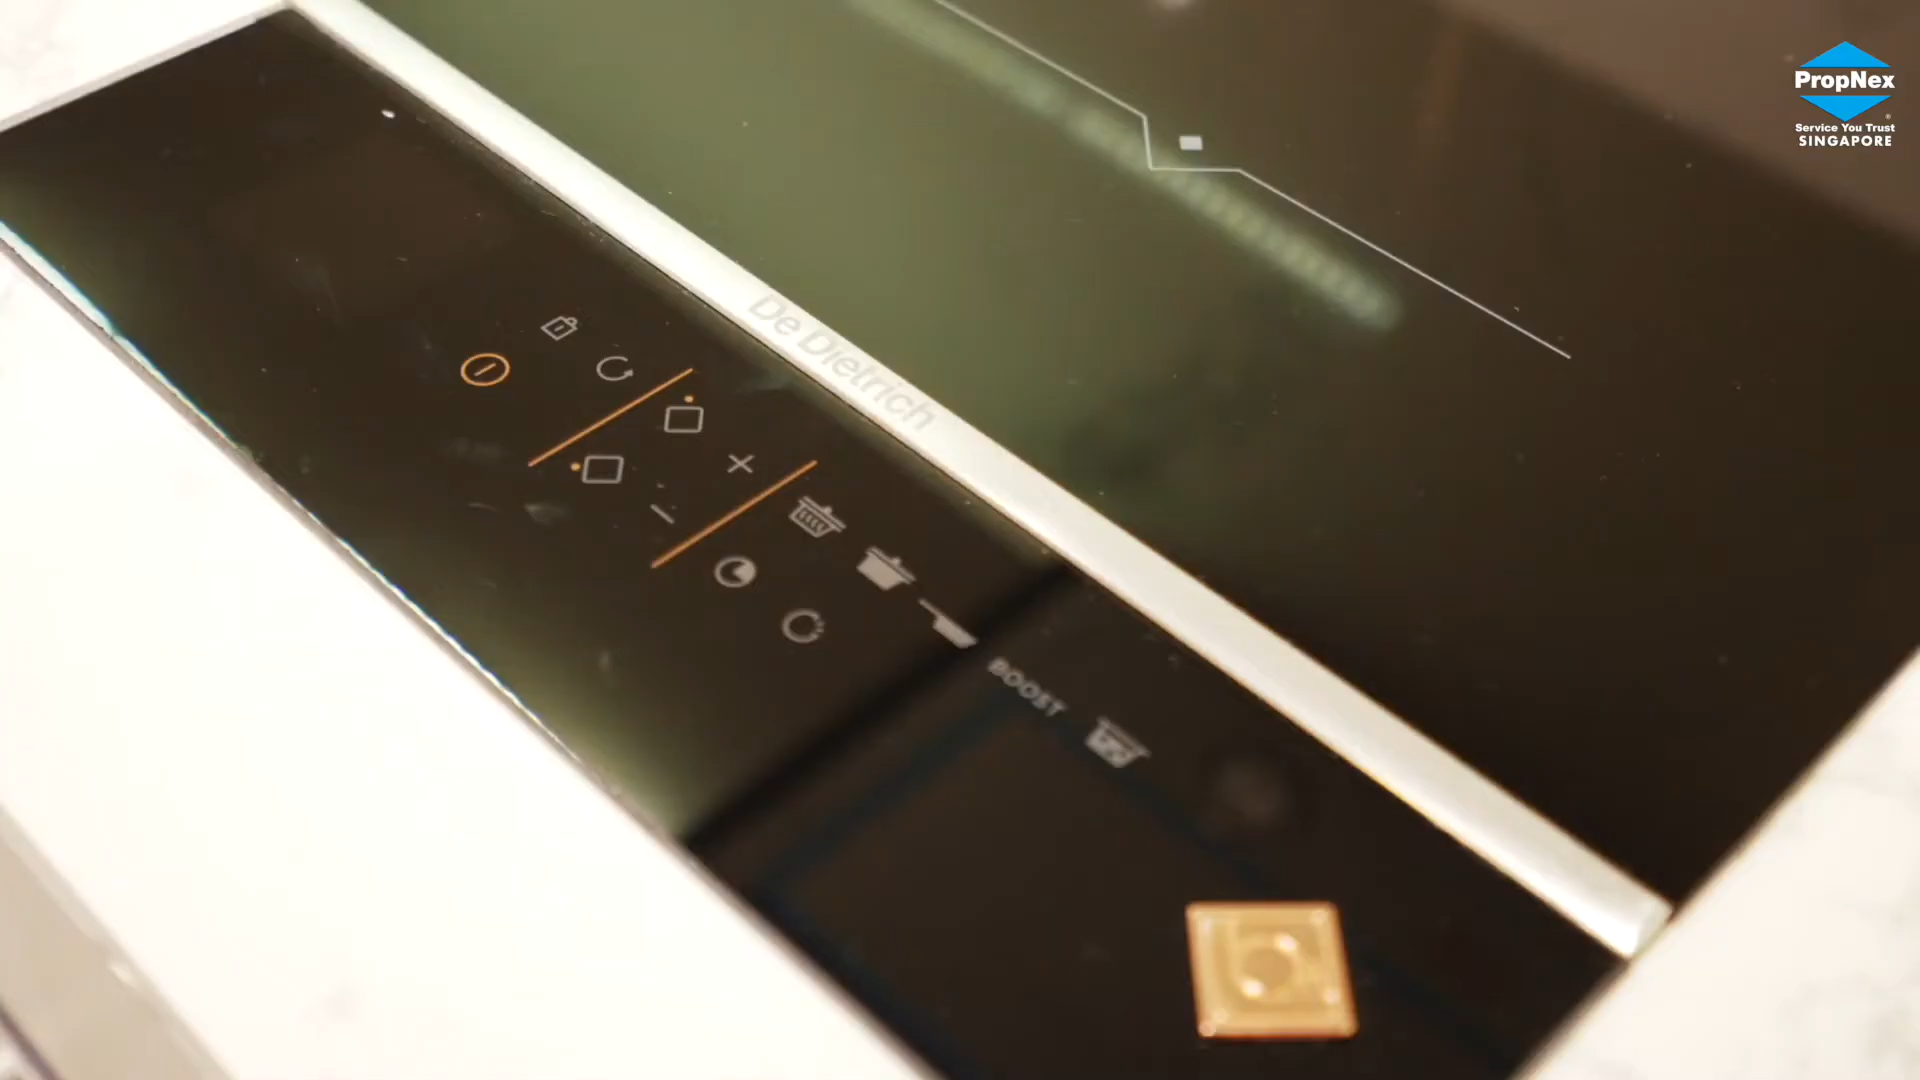 PropNex
Service You Trust
SINGAPORE
De Dietrich
BOOST